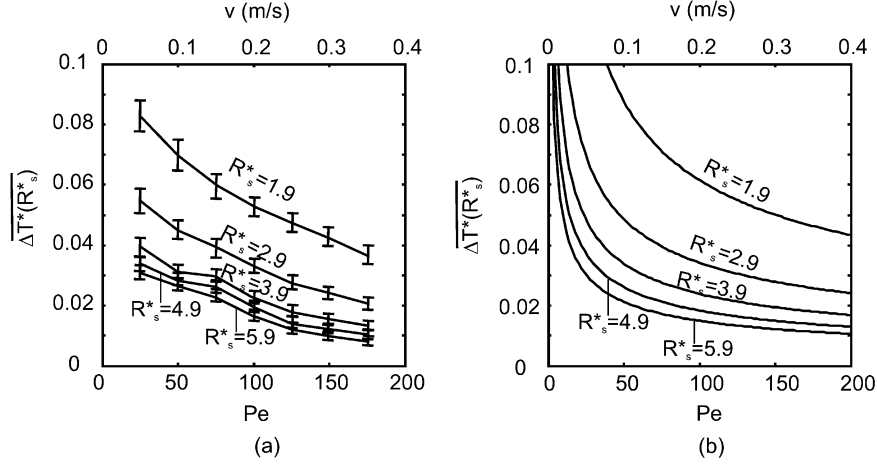 v (m/s)
0 0.1 0.2 0.3 0.4
0.1
0.08
0.06
0.04
0.02
0
ΔT*(R*s)
R*s=1.9
R*s=2.9
R*s=3.9
R*s=4.9
R*s=5.9
0 50 100 150 200
Pe
(a)
v (m/s)
0 0.1 0.2 0.3 0.4
0.1
0.08
0.06
0.04
0.02
0
ΔT*(R*s)
R*s=1.9
R*s=2.9
R*s=3.9
R*s=4.9
R*s=5.9
0 50 100 150 200
Pe
(b)